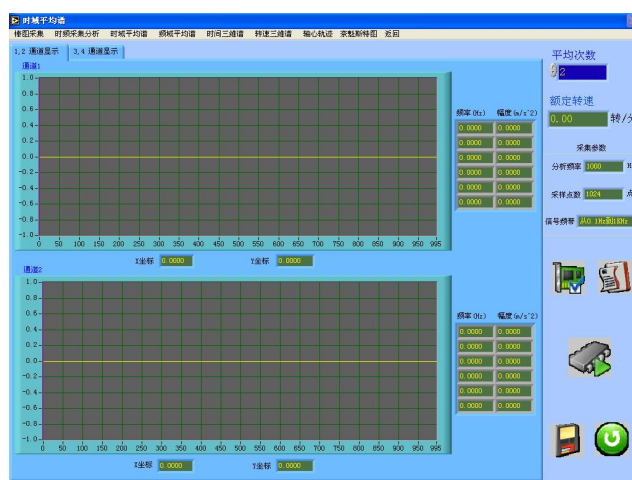 时域平均谱
棒图采集 时频采集分析 时域平均谱 频域平均谱 时间三维谱 转速三维谱 轴心轨迹 奈魁斯特图 返回
1,2 通道显示 3,4 通道显示
平均次数
2
额定转速
0.00 转/分
采集参数
分析频率 1000 H
采样点数 1024 点
信号频带 从0.1Hz到1KHz
通道1
1.0
0.8
0.6
0.4
0.2
0.0
-0.2
-0.4
-0.6
-0.8
-1.0
0 50 100 150 200 250 300 350 400 450 500 550 600 650 700 750 800 850 900 950 995
频率(Hz) 幅度(m/s^2)
0.0000 0.0000
0.0000 0.0000
0.0000 0.0000
0.0000 0.0000
0.0000 0.0000
0.0000 0.0000
X坐标 0.0000 Y坐标 0.0000
通道2
1.0
0.8
0.6
0.4
0.2
0.0
-0.2
-0.4
-0.6
-0.8
-1.0
0 50 100 150 200 250 300 350 400 450 500 550 600 650 700 750 800 850 900 950 995
频率(Hz) 幅度(m/s^2)
0.0000 0.0000
0.0000 0.0000
0.0000 0.0000
0.0000 0.0000
0.0000 0.0000
0.0000 0.0000
X坐标 0.0000 Y坐标 0.0000